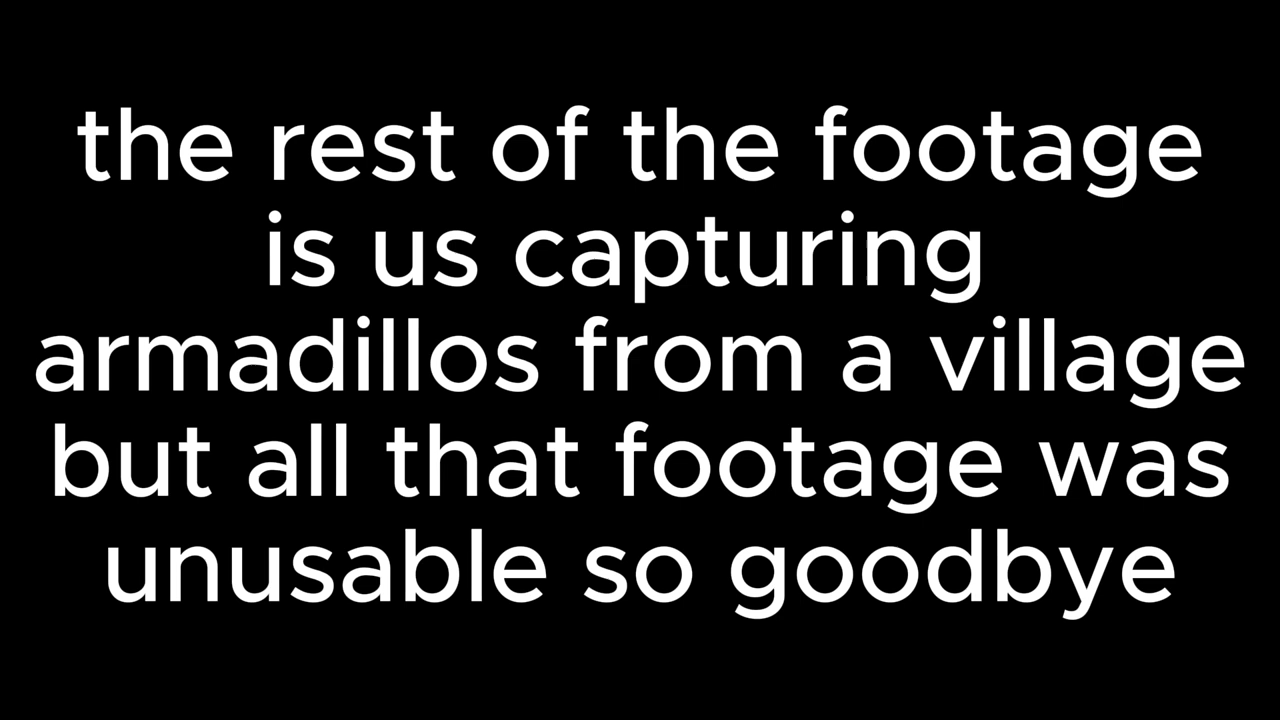 the rest of the footage
is us capturing
armadillos from a village
but all that footage was
unusable so goodbye